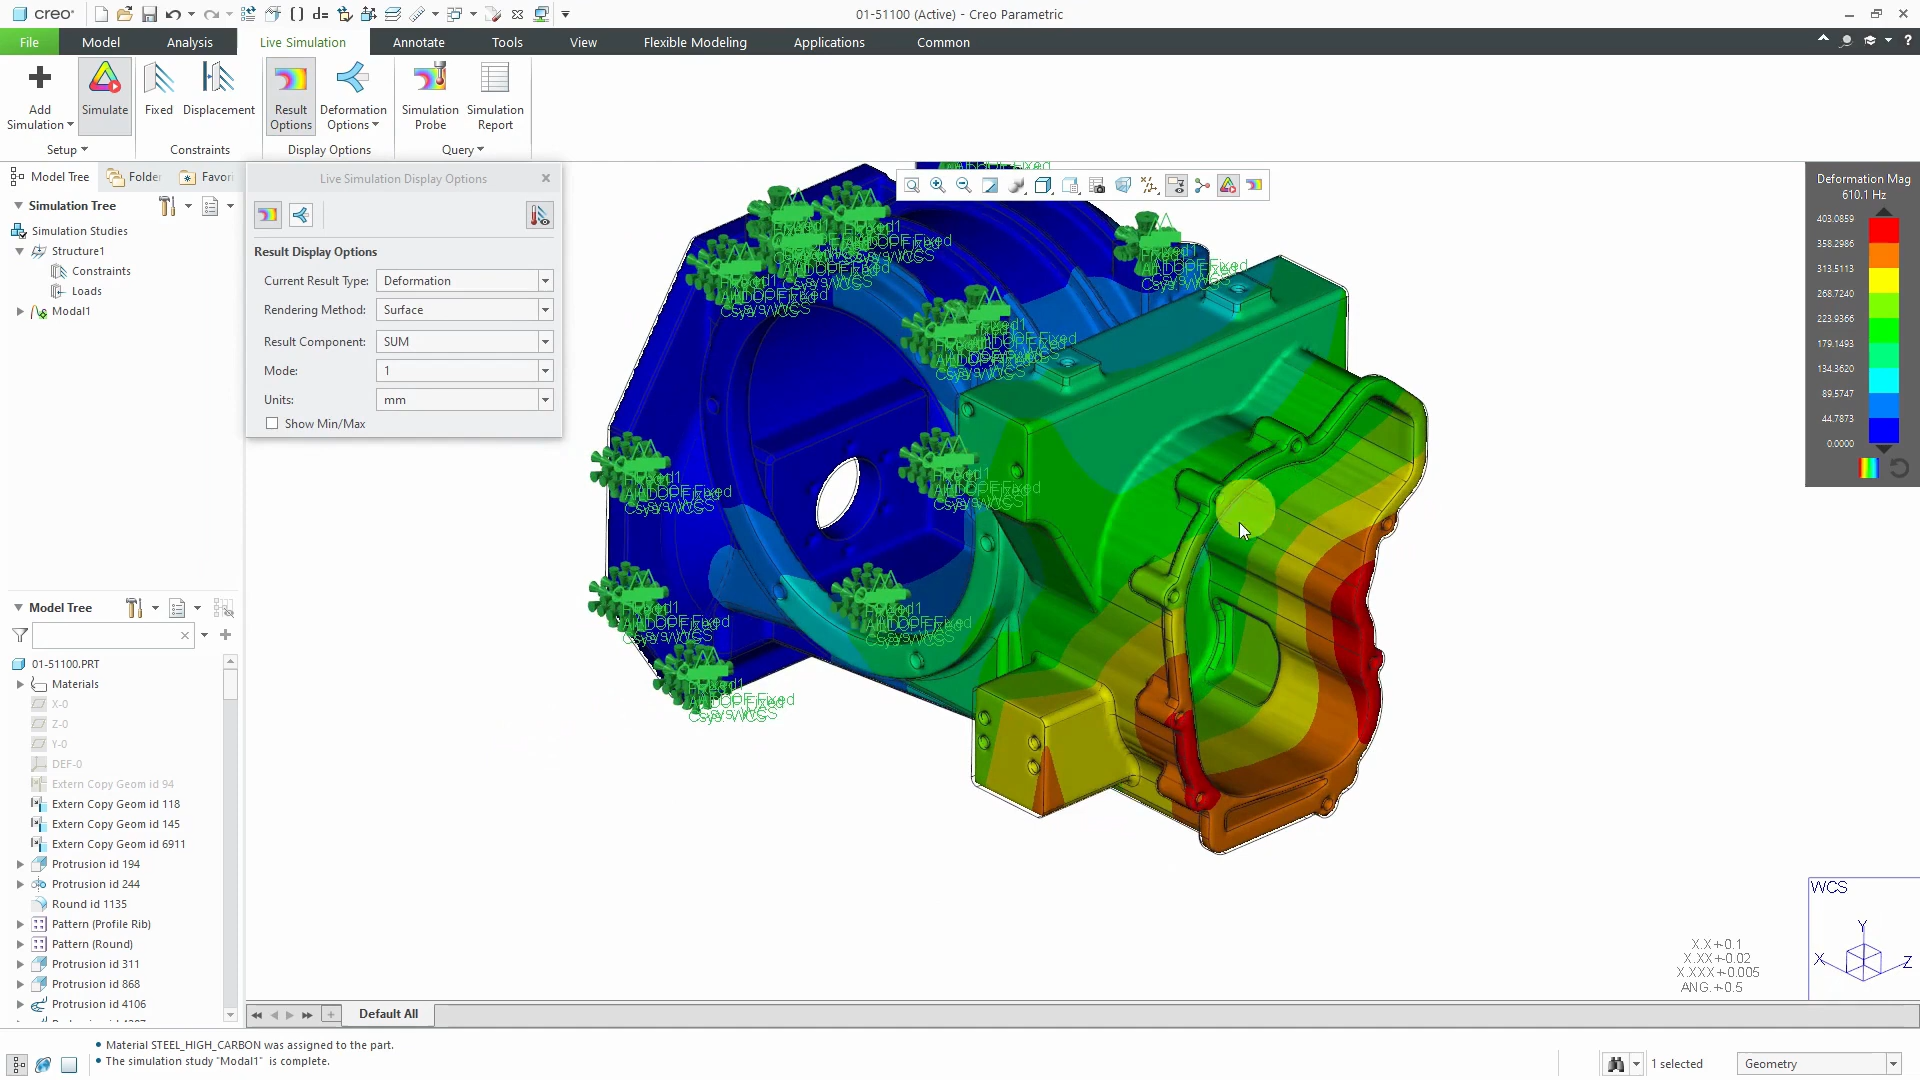 creo
01-51100 (Active) - Creo Parametric
File
Model
Analysis
Live Simulation
Annotate
Tools
View
Flexible Modeling
Applications
Common
Add
Simulation
Simulate
Fixed
Displacement
Result
Options
Deformation
Options
Simulation
Probe
Simulation
Report
Setup
Constraints
Display Options
Query
Model Tree
Folder
Favori
Simulation Tree
Simulation Studies
Structure1
Constraints
Loads
Modal1
Live Simulation Display Options
Result Display Options
Current Result Type: Deformation
Rendering Method: Surface
Result Component: SUM
Mode: 1
Units: mm
Show Min/Max
Deformation Mag
610.1 Hz
403.0859
358.2986
313.5113
268.7240
223.9366
179.1493
134.3620
89.5747
44.7873
0.0000
Model Tree
01-51100.PRT
Materials
X-0
Z-0
Y-0
DEF-0
Extern Copy Geom id 94
Extern Copy Geom id 118
Extern Copy Geom id 145
Extern Copy Geom id 6911
Protrusion id 194
Protrusion id 244
Round id 1135
Pattern (Profile Rib)
Pattern (Round)
Protrusion id 311
Protrusion id 868
Protrusion id 4106
WCS
Y
X
Z
X.X+-0.1
X.XX+-0.02
X.XXX+-0.005
ANG.+-0.5
Default All
Material STEEL_HIGH_CARBON was assigned to the part.
The simulation study "Modal1" is complete.
1 selected
Geometry